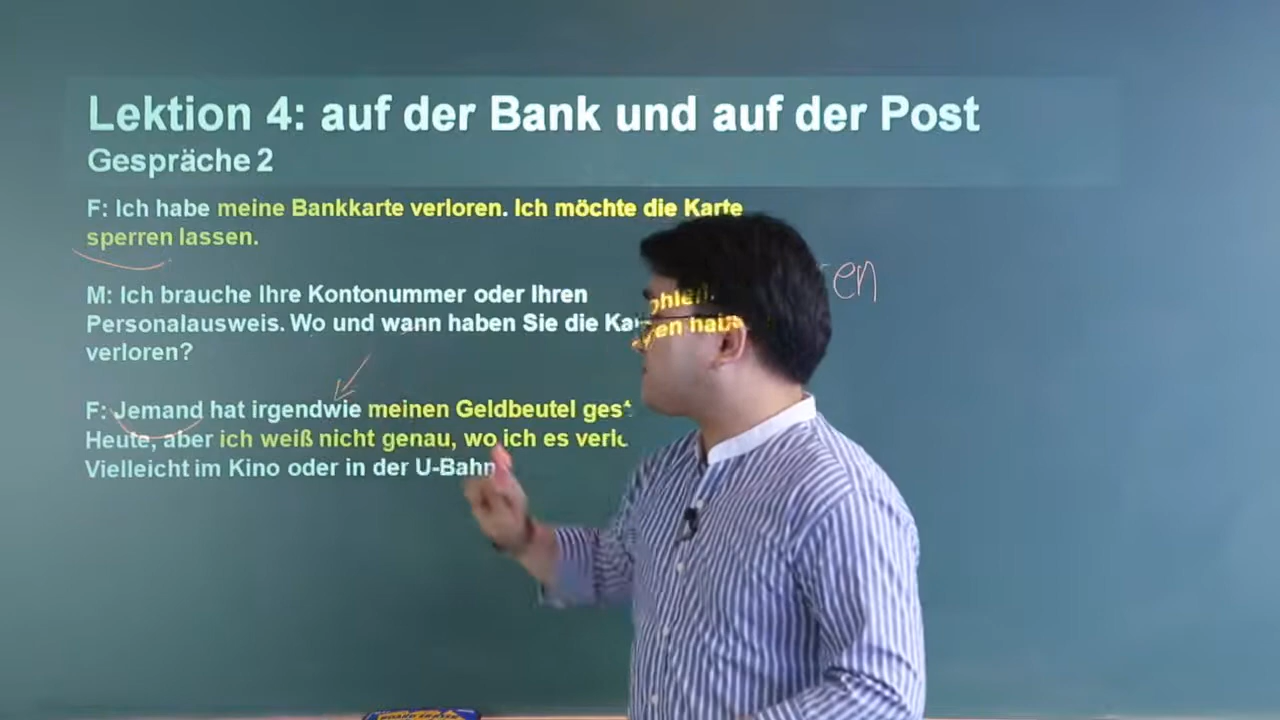 Lektion 4: auf der Bank und auf der Post
Gespräche 2
F: Ich habe meine Bankkarte verloren. Ich möchte die Karte
sperren lassen.
en
M: Ich brauche Ihre Kontonummer oder Ihren
Personalausweis. Wo und wann haben Sie die
verloren?
F: Jemand hat irgendwie meinen Geldbeutel
Heute, aber ich weiß nicht genau, wo ich es
Vielleicht im Kino oder in der U-Bahn